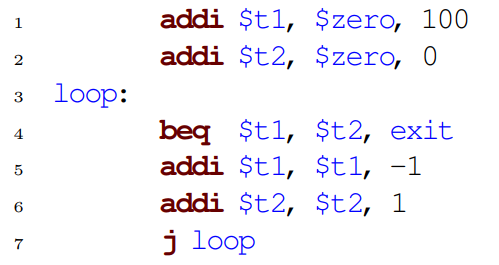 1 addi $t1, $zero, 100
2 addi $t2, $zero, 0
3 loop:
4 beq $t1, $t2, exit
5 addi $t1, $t1, −1
6 addi $t2, $t2, 1
7 j loop